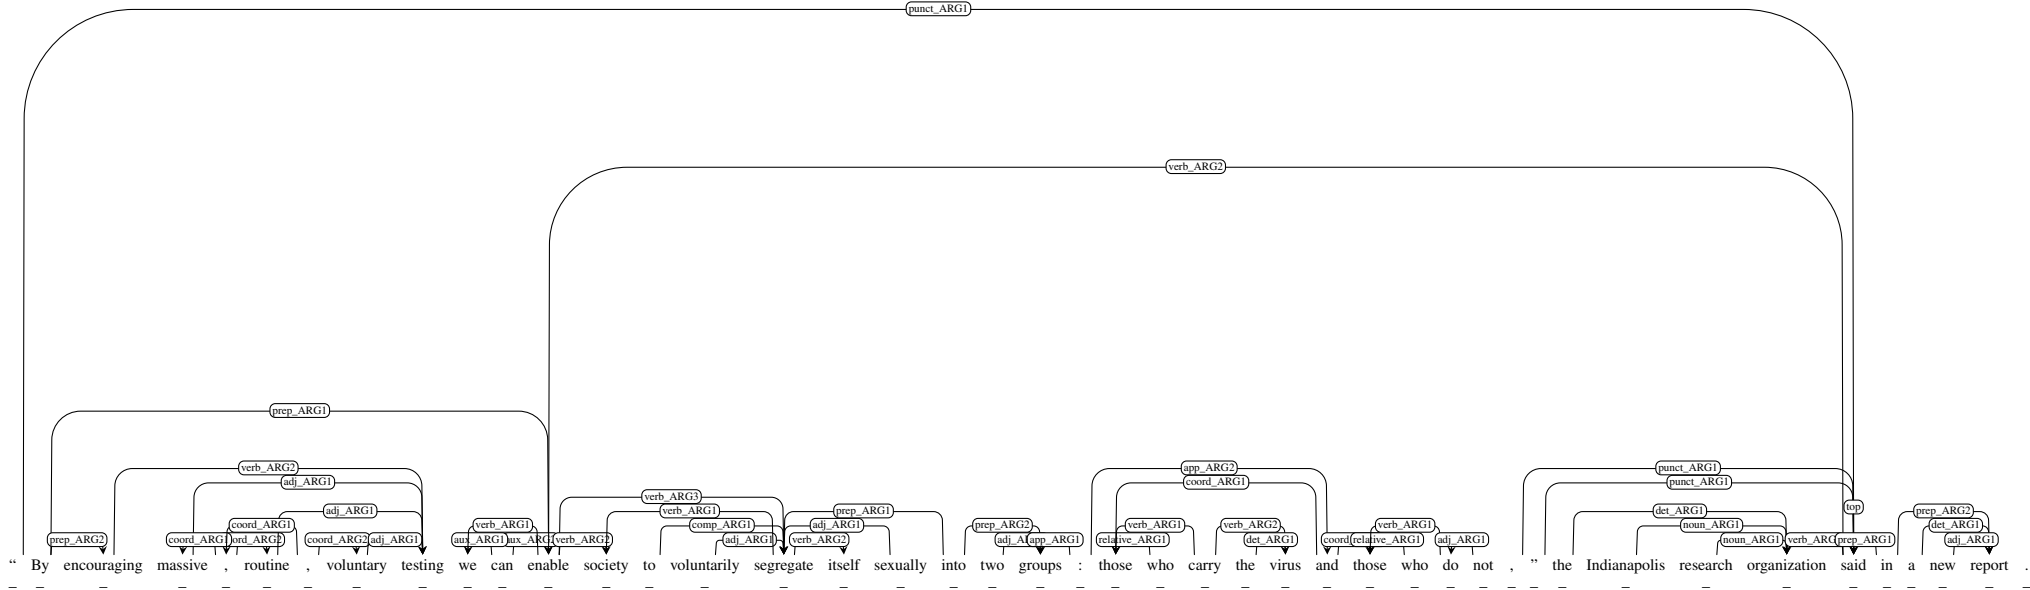 punct_ARG1
verb_ARG2
prep_ARG1
verb_ARG2 app_ARG2 punct_ARG1
adj_ARG1 coord_ARG1 punct_ARG1
verb_ARG3
top
adj_ARG1 verb_ARG1 prep_ARG1 det_ARG1 prep_ARG2
coord_ARG1 verb_ARG1 comp_ARG1 adj_ARG1 prep_ARG2 verb_ARG1 verb_ARG2 verb_ARG1 noun_ARG1 det_ARG1
prep_ARG2 coord_ARG1 coord_ARG2 adj_ARG1 aux_ARG1 verb_ARG2 adj_ARG1 verb_ARG2 app_ARG1 relative_ARG1 det_ARG1 relative_ARG1 adj_ARG1 noun_ARG1 prep_ARG1 adj_ARG1
“ By encouraging massive , routine , voluntary testing we can enable society to voluntarily segregate itself sexually into two groups : those who carry the virus and those who do not , ” the Indianapolis research organization said in a new report .